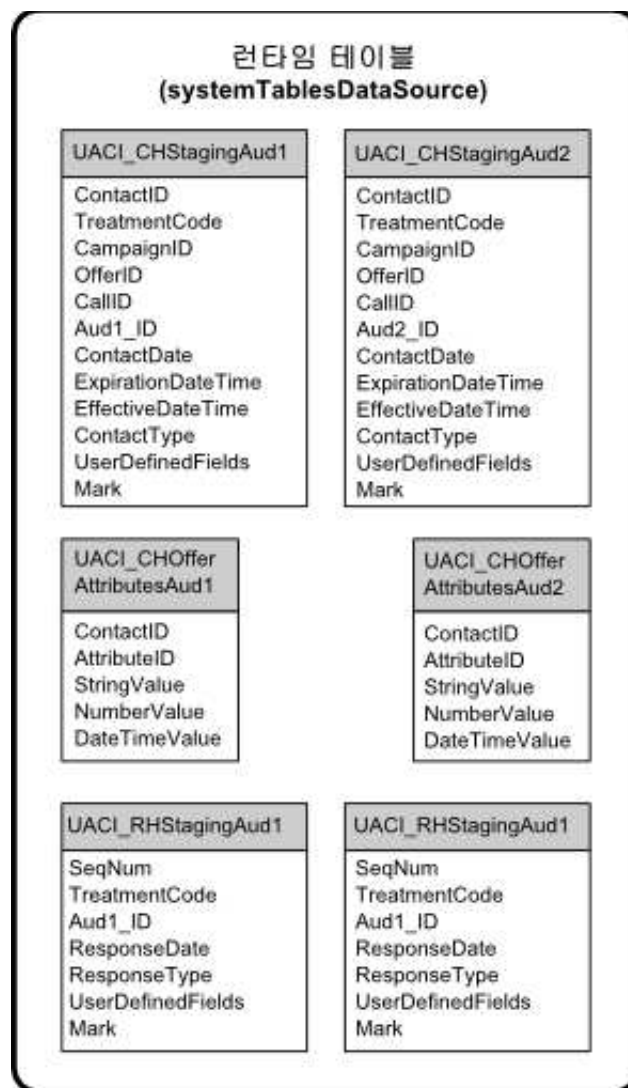 런타임 테이블
(systemTablesDataSource)
UACI_CHStagingAud1
ContactID
TreatmentCode
CampaignID
OfferID
CallID
Aud1_ID
ContactDate
ExpirationDateTime
EffectiveDateTime
ContactType
UserDefinedFields
Mark
UACI_CHStagingAud2
ContactID
TreatmentCode
CampaignID
OfferID
CallID
Aud2_ID
ContactDate
ExpirationDateTime
EffectiveDateTime
ContactType
UserDefinedFields
Mark
UACI_CHOffer
AttributesAud1
ContactID
AttributeID
StringValue
NumberValue
DateTimeValue
UACI_CHOffer
AttributesAud2
ContactID
AttributeID
StringValue
NumberValue
DateTimeValue
UACI_RHStagingAud1
SeqNum
TreatmentCode
Aud1_ID
ResponseDate
ResponseType
UserDefinedFields
Mark
UACI_RHStagingAud1
SeqNum
TreatmentCode
Aud1_ID
ResponseDate
ResponseType
UserDefinedFields
Mark